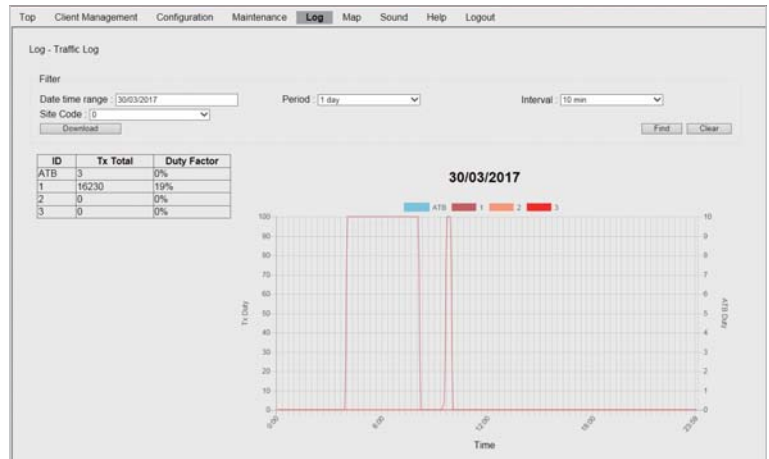 Top Client Management Configuration Maintenance Log Map Sound Help Logout
Log - Traffic Log
Filter
Date time range : 30/03/2017 Period : 1 day Interval : 10 min
Site Code : 0
Download Find Clear
ID Tx Total Duty Factor
ATB 3 0%
1 16230 19%
2 0 0%
3 0 0%
30/03/2017
ATB 1 2 3
100 10
90 9
80 8
70 7
60 6
50 5
40 4
30 3
20 2
10 1
0 0
Tx Duty
ATB Duty
0:00 6:00 12:00 18:00 23:59
Time